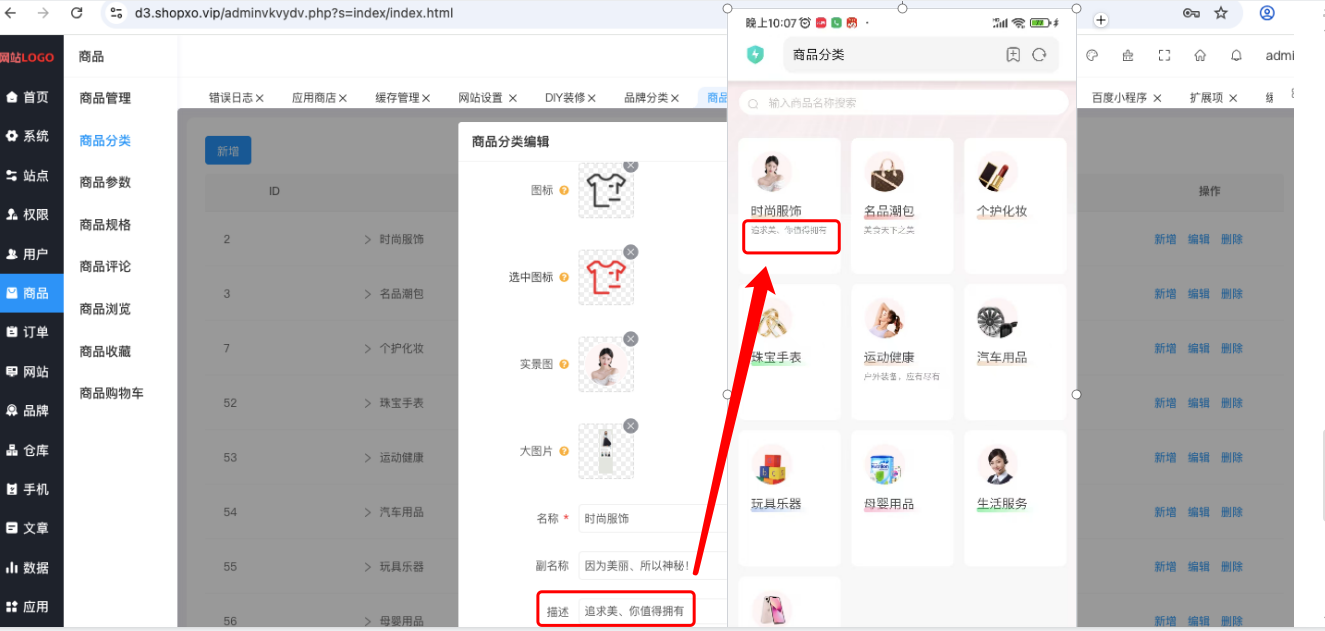 d3.shopxo.vip/adminvkvydv.php?s=index/index.html
网站LOGO
首页
系统
站点
权限
用户
商品
订单
网站
品牌
仓库
手机
文章
数据
应用
商品
商品管理
商品分类
商品参数
商品规格
商品评论
商品浏览
商品收藏
商品购物车
admi
错误日志
应用商店
缓存管理
网站设置
DIY装修
品牌分类
商品
百度小程序
扩展项
新增
ID
操作
2
时尚服饰
新增 编辑 删除
3
名品潮包
新增 编辑 删除
7
个护化妆
新增 编辑 删除
52
珠宝手表
新增 编辑 删除
53
运动健康
新增 编辑 删除
54
汽车用品
新增 编辑 删除
55
玩具乐器
新增 编辑 删除
56
母婴用品
新增 编辑 删除
商品分类编辑
图标
选中图标
实景图
大图片
名称 *
时尚服饰
副名称
因为美丽、所以神秘!
描述
追求美、你值得拥有
晚上10:07
商品分类
输入商品名称搜索
时尚服饰
追求美、你值得拥有
名品潮包
美食天下之美
个护化妆
珠宝手表
运动健康
户外装备，应有尽有
汽车用品
玩具乐器
母婴用品
生活服务